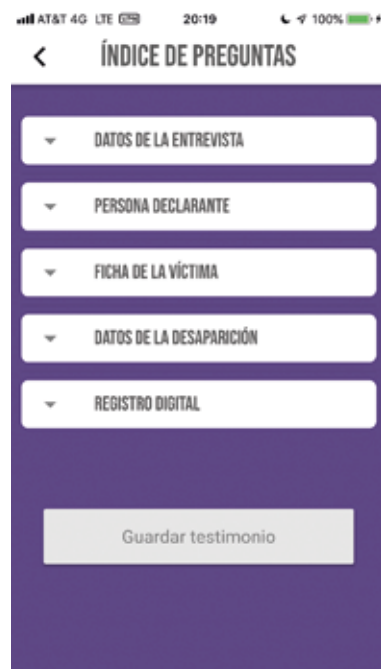 AT&T 4G LTE 20:19 100%
ÍNDICE DE PREGUNTAS
DATOS DE LA ENTREVISTA
PERSONA DECLARANTE
FICHA DE LA VÍCTIMA
DATOS DE LA DESAPARICIÓN
REGISTRO DIGITAL
Guardar testimonio